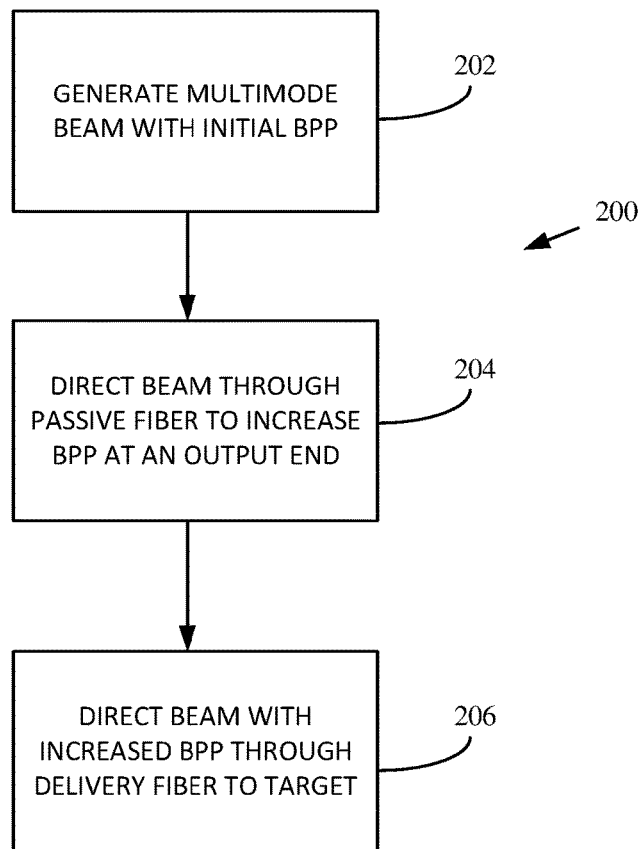 GENERATE MULTIMODE
BEAM WITH INITIAL BPP
202
200
DIRECT BEAM THROUGH
PASSIVE FIBER TO INCREASE
BPP AT AN OUTPUT END
204
DIRECT BEAM WITH
INCREASED BPP THROUGH
DELIVERY FIBER TO TARGET
206